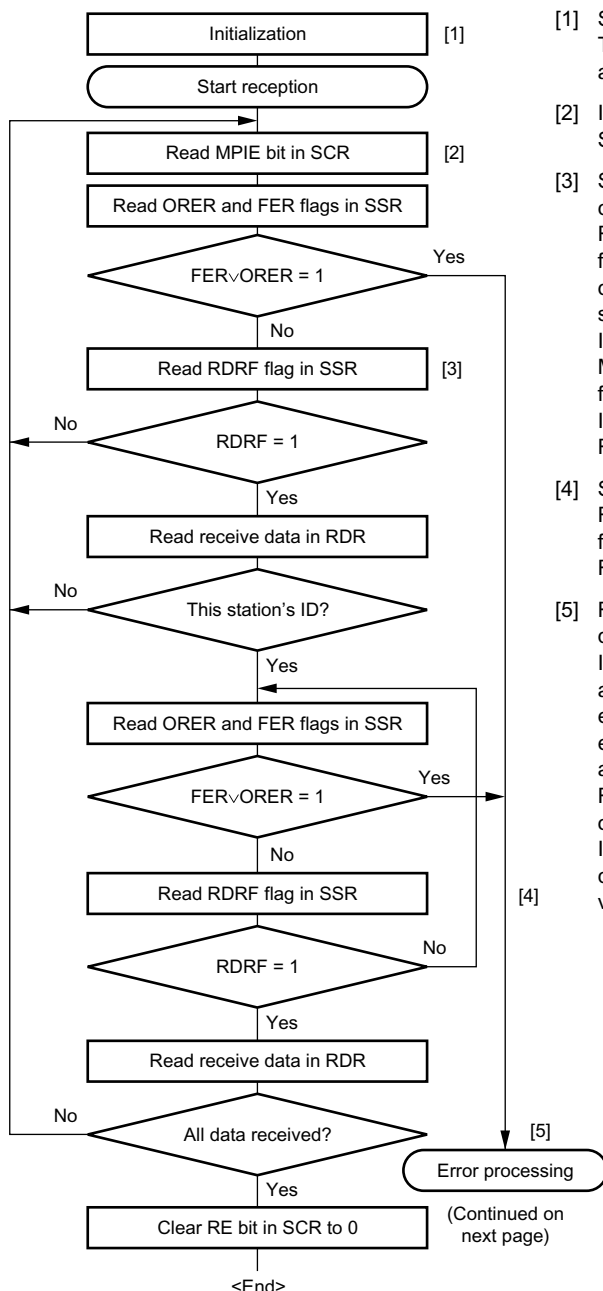 Initialization
[1]
Start reception
Read MPIE bit in SCR
[2]
Read ORER and FER flags in SSR
FER∨ORER = 1
Yes
No
Read RDRF flag in SSR
[3]
RDRF = 1
No
Yes
Read receive data in RDR
This station's ID?
No
Yes
Read ORER and FER flags in SSR
FER∨ORER = 1
Yes
No
Read RDRF flag in SSR
[4]
RDRF = 1
No
Yes
Read receive data in RDR
All data received?
No
Yes
[5]
Error processing
(Continued on
next page)
Clear RE bit in SCR to 0
<End>
[1] S
T
a
[2] I
S
[3] S
c
F
f
c
s
I
M
f
I
F
[4] S
F
f
F
[5] F
c
I
a
e
e
a
F
c
I
c
v